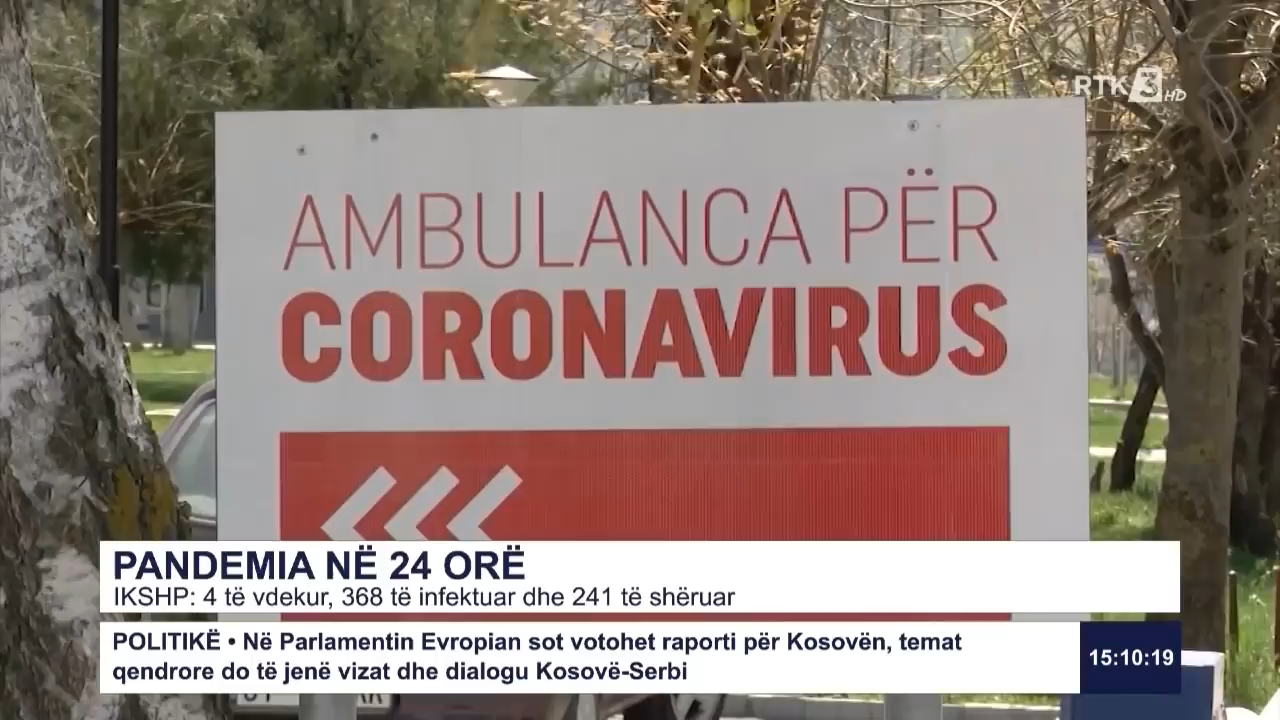 RTK 3 HD
AMBULANCA PËR
CORONAVIRUS
PANDEMIA NË 24 ORË
IKSHP: 4 të vdekur, 368 të infektuar dhe 241 të shëruar
POLITIKË • Në Parlamentin Evropian sot votohet raporti për Kosovën, temat
qendrore do të jenë vizat dhe dialogu Kosovë-Serbi
15:10:19